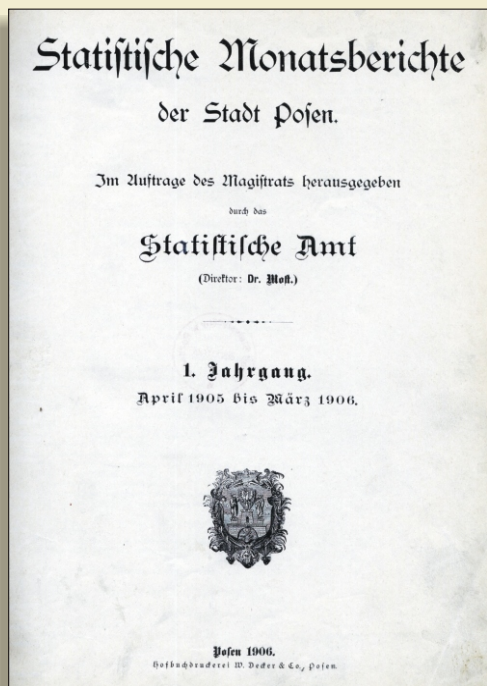 Statiſtiſche Monatsberichte
der Stadt Poſen.
Im Auftrage des Magiſtrats herausgegeben
durch das
Statiſtiſche Amt
(Direktor: Dr. Moſt.)
1. Jahrgang.
April 1905 bis März 1906.
Poſen 1906.
Hofbuchdruckerei W. Decker & Co., Poſen.